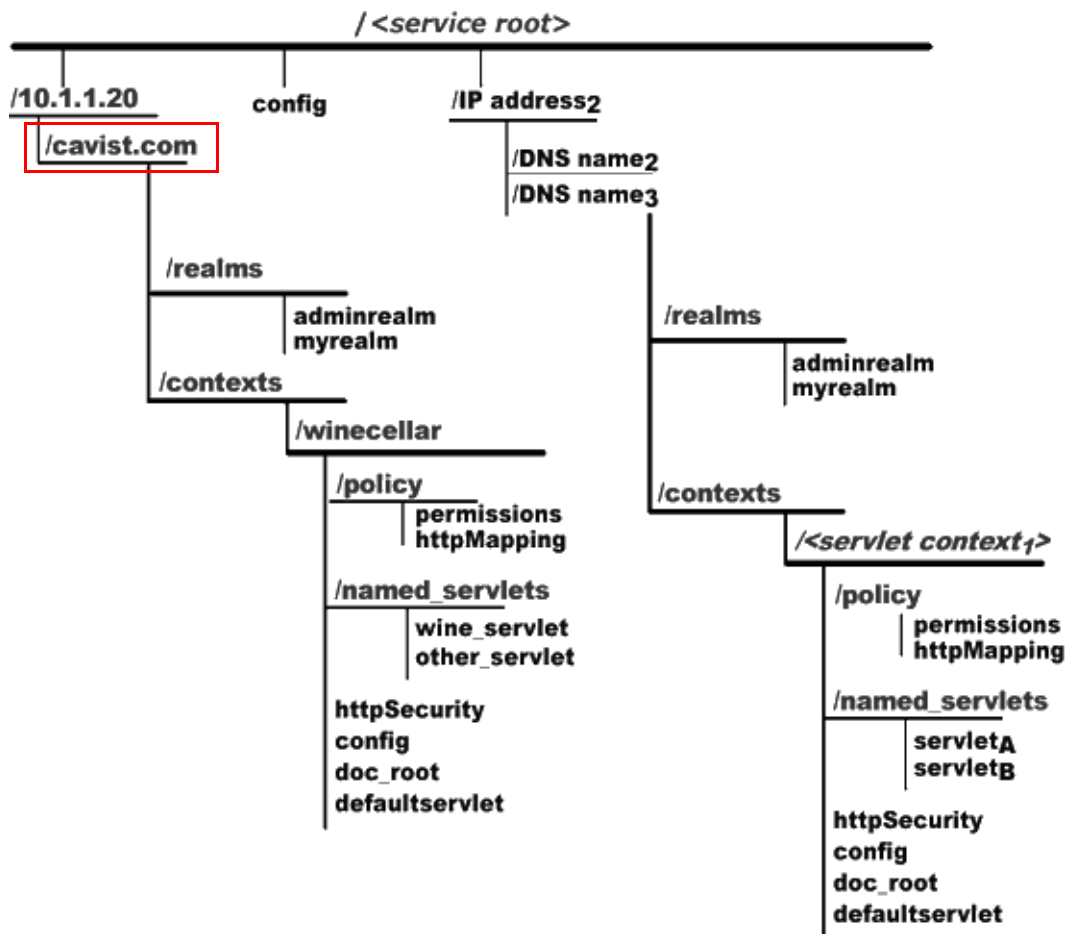 /<service root>
/10.1.1.20
/cavist.com
/realms
adminrealm
myrealm
/contexts
/winecellar
/policy
permissions
httpMapping
/named_servlets
wine_servlet
other_servlet
httpSecurity
config
doc_root
defaultservlet
config
/IP address2
/DNS name2
/DNS name3
/realms
adminrealm
myrealm
/contexts
/<servlet context1>
/policy
permissions
httpMapping
/named_servlets
servletA
servletB
httpSecurity
config
doc_root
defaultservlet